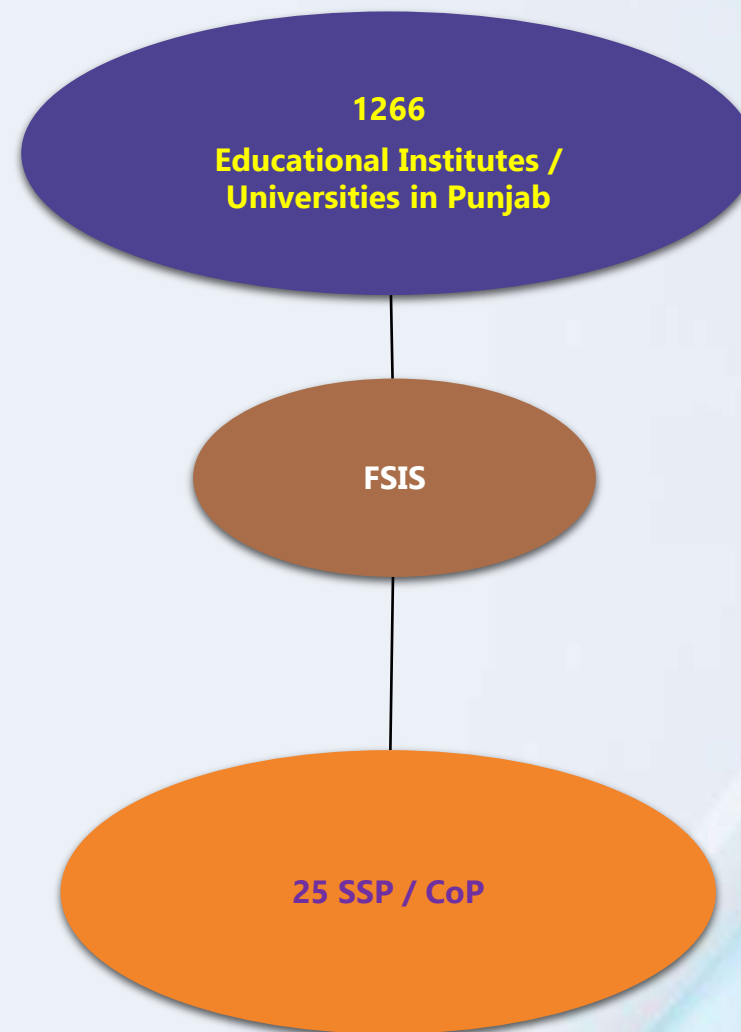 1266
Educational Institutes /
Universities in Punjab
FSIS
25 SSP / CoP